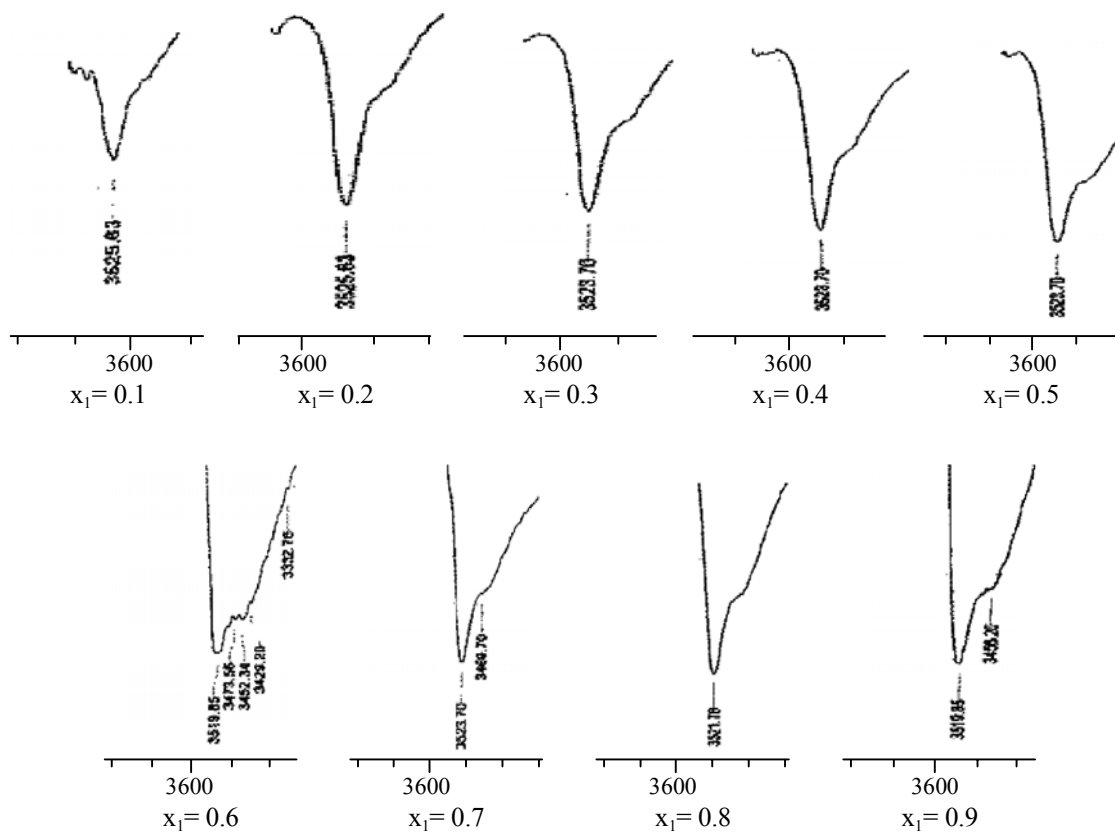 3525.63
3525.63
3523.70
3523.70
3523.70
3600
3600
3600
3600
3600
x₁= 0.1
x₁= 0.2
x₁= 0.3
x₁= 0.4
x₁= 0.5
3332.76
3519.85
3473.56
3452.34
3429.20
3523.70
3469.70
3521.78
3519.85
3600
3600
3600
3600
x₁= 0.6
x₁= 0.7
x₁= 0.8
x₁= 0.9